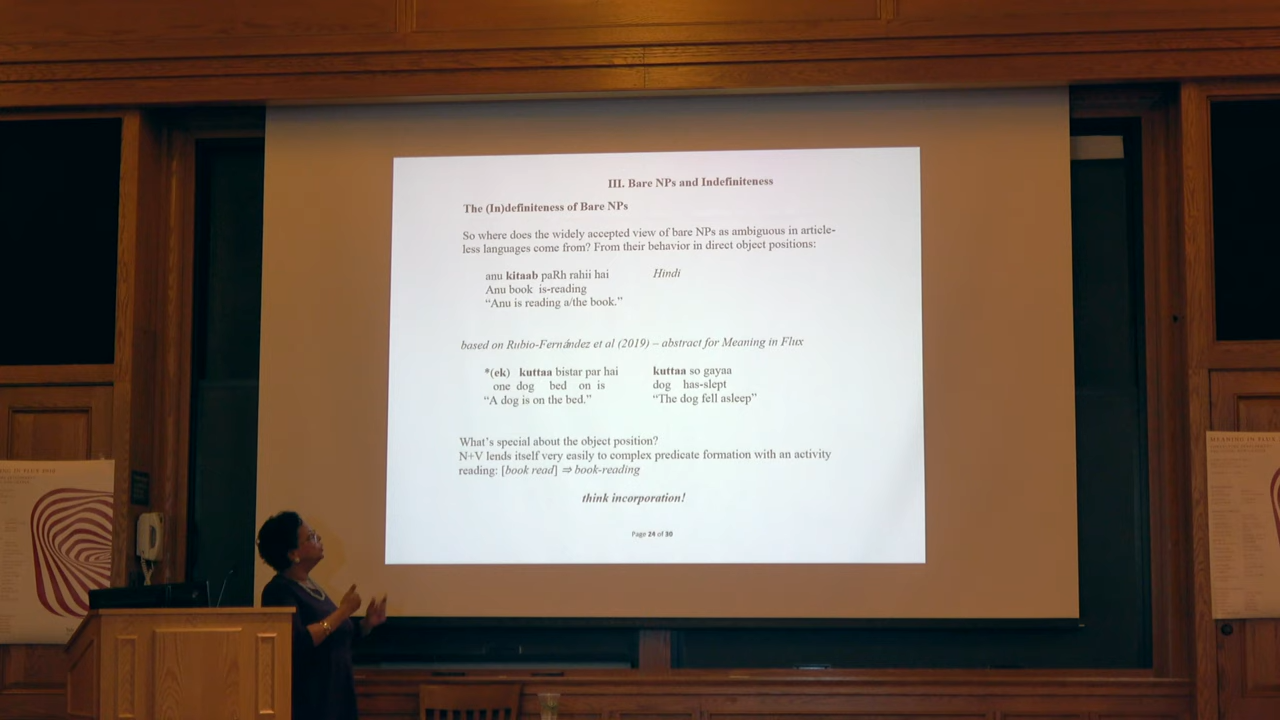 III. Bare NPs and Indefiniteness
The (In)definiteness of Bare NPs
So where does the widely accepted view of bare NPs as ambiguous in article-
less languages come from? From their behavior in direct object positions:
anu kitaab paRh rahii hai Hindi
Anu book is-reading
“Anu is reading a/the book.”
based on Rubio-Fernández et al (2019) – abstract for Meaning in Flux
*(ek) kuttaa bistar par hai kuttaa so gayaa
one dog bed on is dog has-slept
“A dog is on the bed.” “The dog fell asleep”
What's special about the object position?
N+V lends itself very easily to complex predicate formation with an activity
reading: [book read] ⇒ book-reading
think incorporation!
Page 24 of 30
MEANING IN FLUX